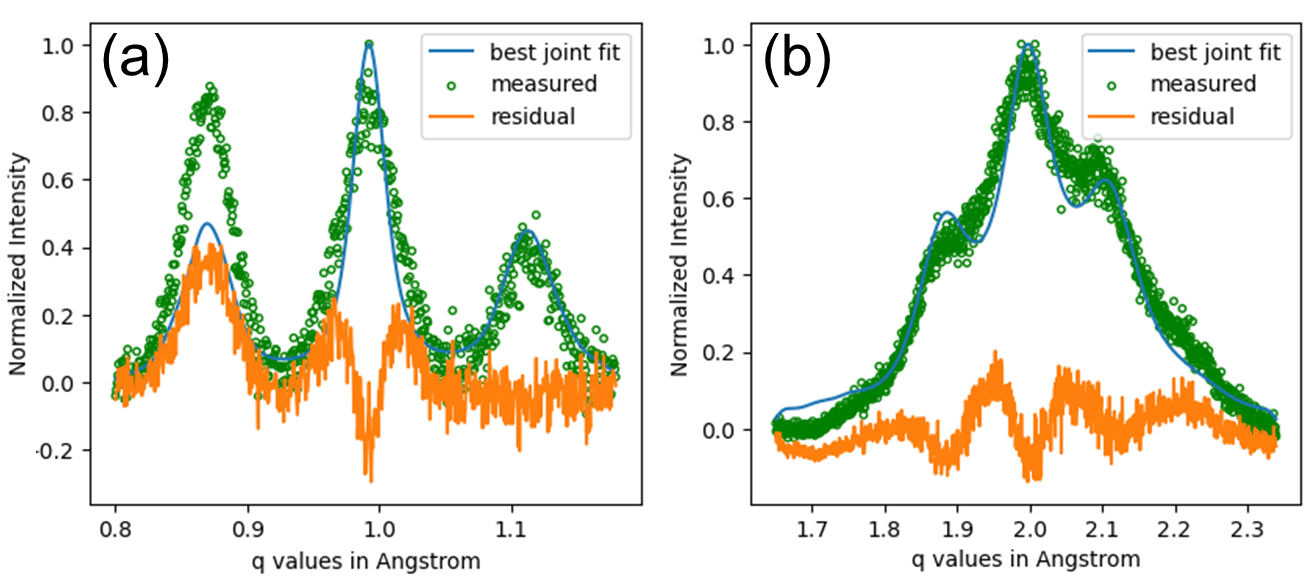 (a)
best joint fit
measured
residual
1.0
0.8
0.6
0.4
0.2
0.0
-0.2
Normalized Intensity
0.8 0.9 1.0 1.1
q values in Angstrom
(b)
best joint fit
measured
residual
1.0
0.8
0.6
0.4
0.2
0.0
Normalized Intensity
1.7 1.8 1.9 2.0 2.1 2.2 2.3
q values in Angstrom